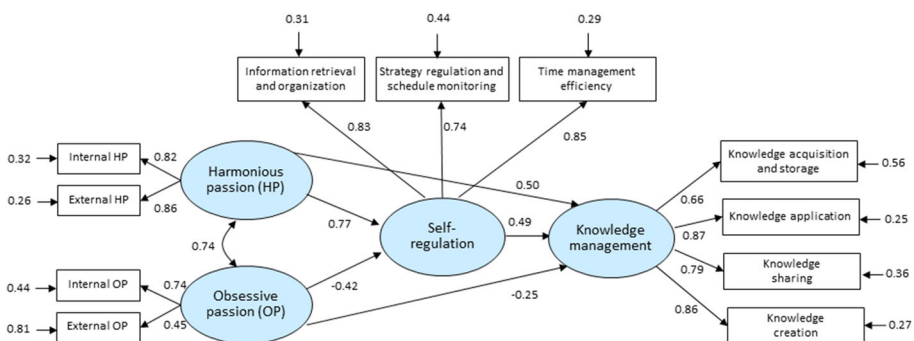 0.31
0.44
0.29
Information retrieval
and organization
Strategy regulation and
schedule monitoring
Time management
efficiency
0.83
0.74
0.85
0.32
Internal HP
0.82
0.26
External HP
0.86
Harmonious
passion (HP)
0.50
0.77
Self-
regulation
0.49
Knowledge
management
0.74
0.44
Internal OP
0.74
0.81
External OP
0.45
Obsessive
passion (OP)
-0.42
-0.25
Knowledge acquisition
and storage
0.56
0.66
Knowledge application
0.25
0.87
Knowledge
sharing
0.36
0.79
Knowledge
creation
0.27
0.86